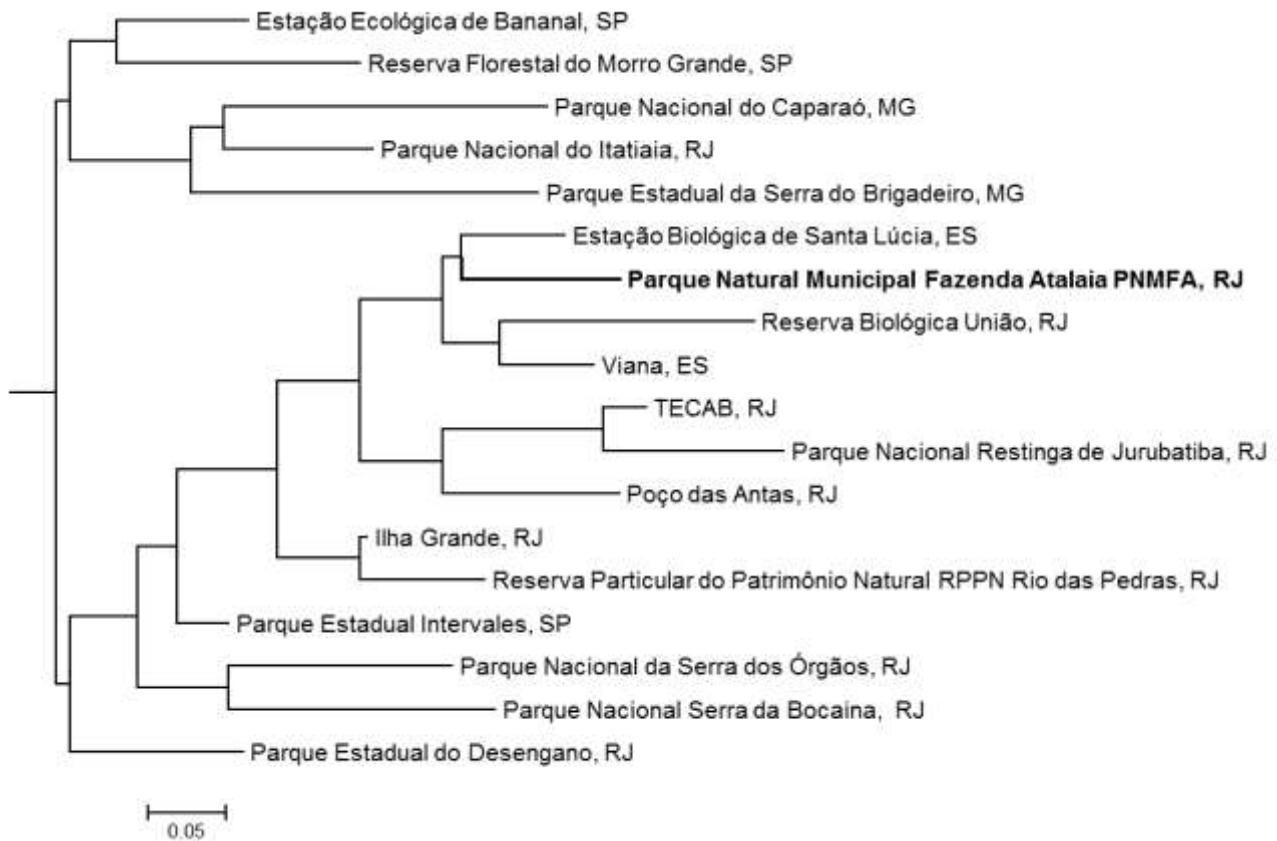 Estação Ecológica de Bananal, SP
Reserva Florestal do Morro Grande, SP
Parque Nacional do Caparaó, MG
Parque Nacional do Itatiaia, RJ
Parque Estadual da Serra do Brigadeiro, MG
Estação Biológica de Santa Lúcia, ES
Parque Natural Municipal Fazenda Atalaia PNMFA, RJ
Reserva Biológica União, RJ
Viana, ES
TECAB, RJ
Parque Nacional Restinga de Jurubatiba, RJ
Poço das Antas, RJ
Ilha Grande, RJ
Reserva Particular do Patrimônio Natural RPPN Rio das Pedras, RJ
Parque Estadual Intervales, SP
Parque Nacional da Serra dos Órgãos, RJ
Parque Nacional Serra da Bocaina, RJ
Parque Estadual do Desengano, RJ
0.05